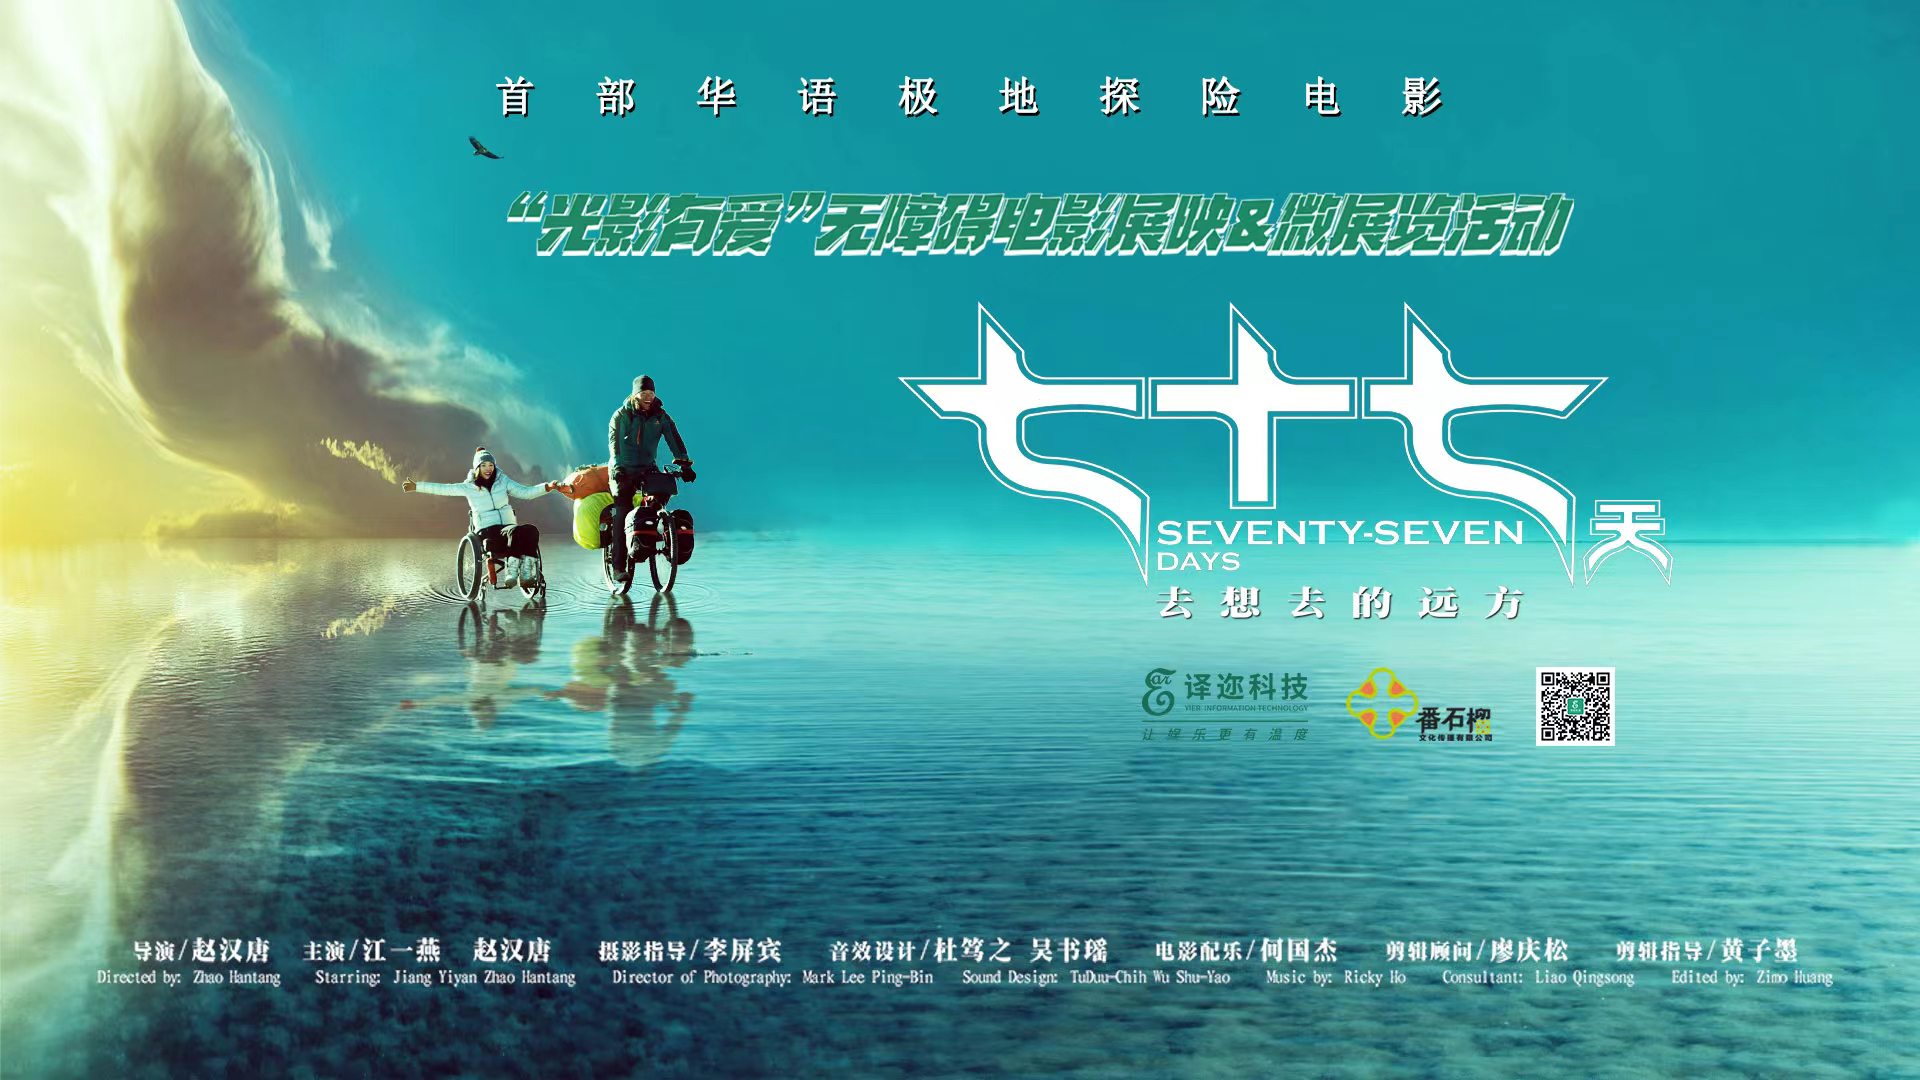 首部华语极地探险电影
“光影有爱”无障碍电影展映&微展览活动
七十七天
SEVENTY-SEVEN
DAYS
去想去的远方
Ear 译迩科技
YIER INFORMATION TECHNOLOGY
让娱乐更有温度
番石榴
文化传播有限公司
导演/赵汉唐 主演/江一燕 赵汉唐 摄影指导/李屏宾 音效设计/杜笃之 吴书瑶 电影配乐/何国杰 剪辑顾问/廖庆松 剪辑指导/黄子墨
Directed by: Zhao Hantang Starring: Jiang Yiyan Zhao Hantang Director of Photography: Mark Lee Ping-Bin Sound Design: TuDuu-Chih Wu Shu-Yao Music by: Ricky Ho Consultant: Liao Qingsong Edited by: Zimo Huang